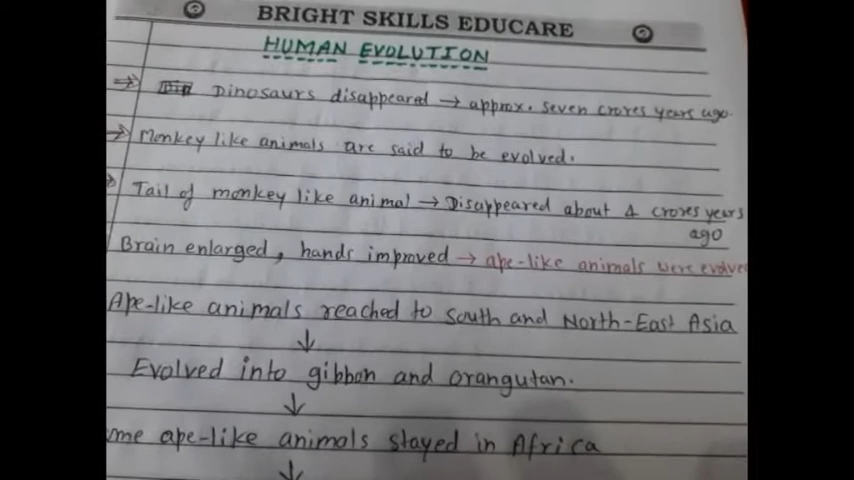 BRIGHT SKILLS EDUCARE
HUMAN EVOLUTION
→ Dinosaurs disappeared → approx. seven crores years ago.
→ Monkey like animals are said to be evolved.
Tail of monkey like animal → Disappeared about 4 crores years
ago
Brain enlarged, hands improved → ape-like animals were evolve
Ape-like animals reached to South and North-East Asia
↓
Evolved into gibbon and orangutan.
↓
me ape-like animals stayed in Africa
↓